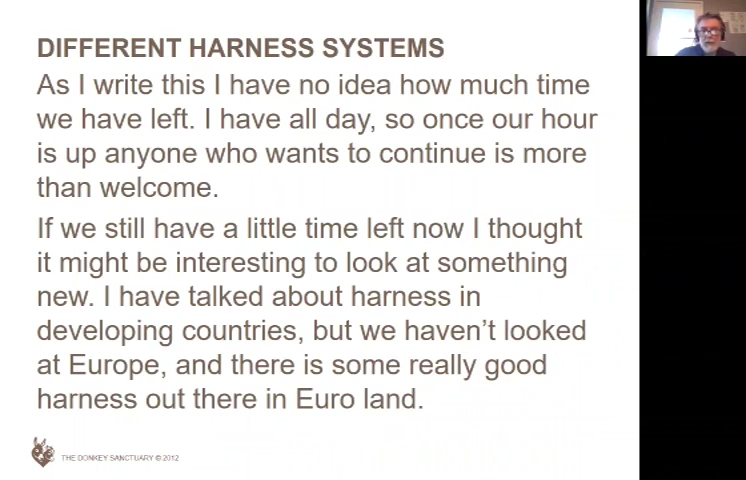 DIFFERENT HARNESS SYSTEMS
As I write this I have no idea how much time
we have left. I have all day, so once our hour
is up anyone who wants to continue is more
than welcome.
If we still have a little time left now I thought
it might be interesting to look at something
new. I have talked about harness in
developing countries, but we haven’t looked
at Europe, and there is some really good
harness out there in Euro land.
THE DONKEY SANCTUARY © 2012